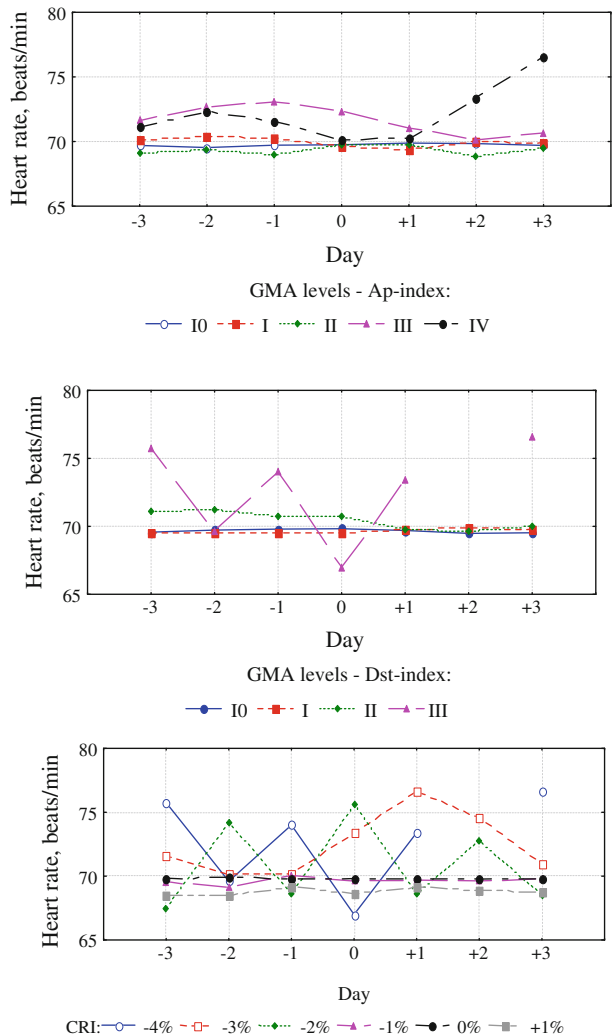 80
75
70
65
Heart rate, beats/min
-3 -2 -1 0 +1 +2 +3
Day
GMA levels - Ap-index:
I0 I II III IV
80
75
70
65
Heart rate, beats/min
-3 -2 -1 0 +1 +2 +3
Day
GMA levels - Dst-index:
I0 I II III
80
75
70
65
Heart rate, beats/min
-3 -2 -1 0 +1 +2 +3
Day
CRI: -4% -3% -2% -1% 0% +1%